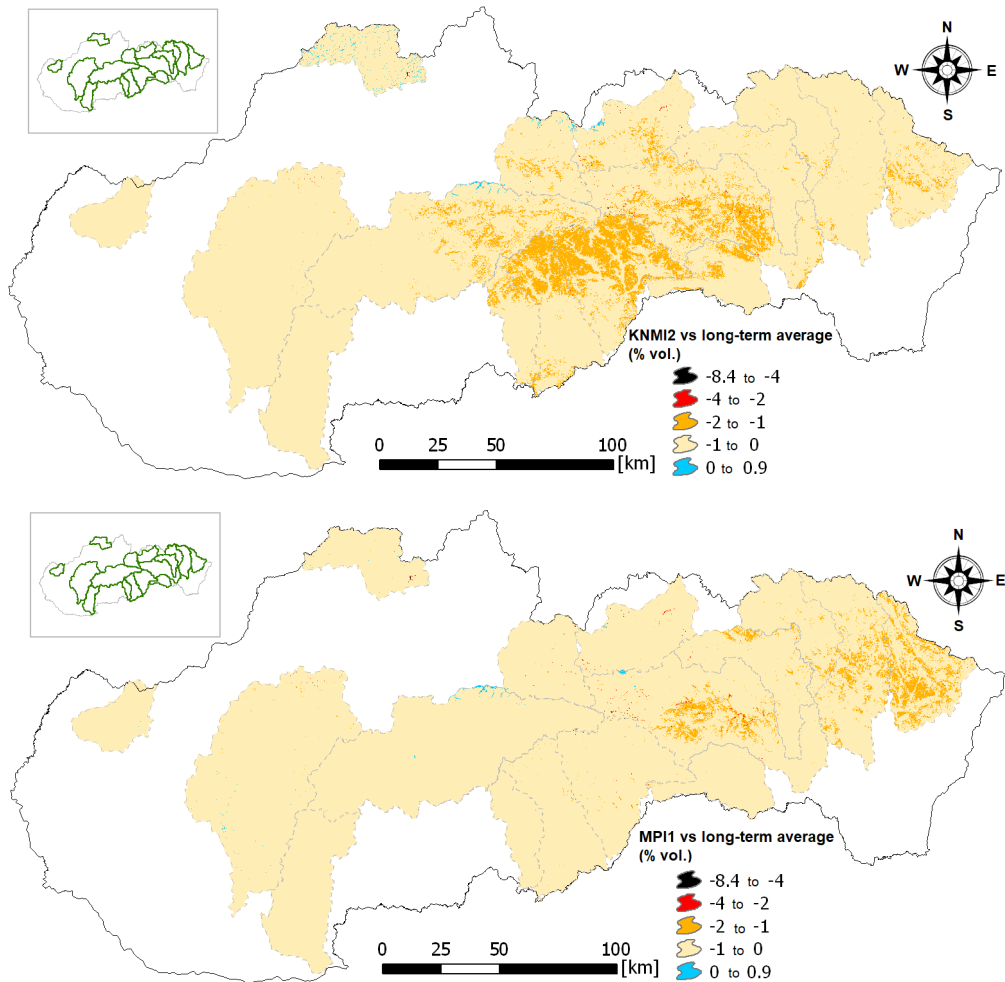 N
W
E
S
KNMI2 vs long-term average
(% vol.)
-8.4 to -4
-4 to -2
-2 to -1
-1 to 0
0 to 0.9
0 25 50 100
[km]
N
W
E
S
MPI1 vs long-term average
(% vol.)
-8.4 to -4
-4 to -2
-2 to -1
-1 to 0
0 to 0.9
0 25 50 100
[km]